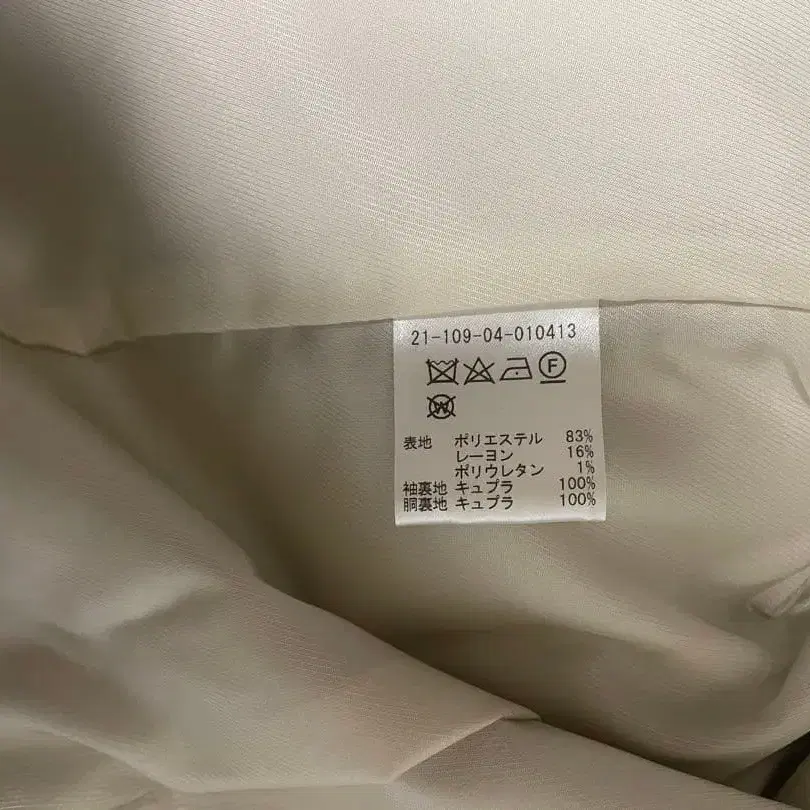 21-109-04-010413
F
W
表地 ポリエステル 83%
レーヨン 16%
ポリウレタン 1%
袖裏地 キュプラ 100%
胴裏地 キュプラ 100%